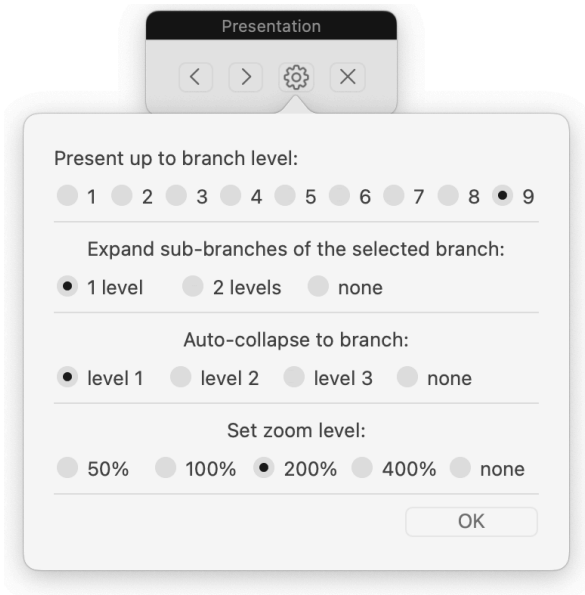 Presentation
Present up to branch level:
1 2 3 4 5 6 7 8 9
Expand sub-branches of the selected branch:
1 level 2 levels none
Auto-collapse to branch:
level 1 level 2 level 3 none
Set zoom level:
50% 100% 200% 400% none
OK